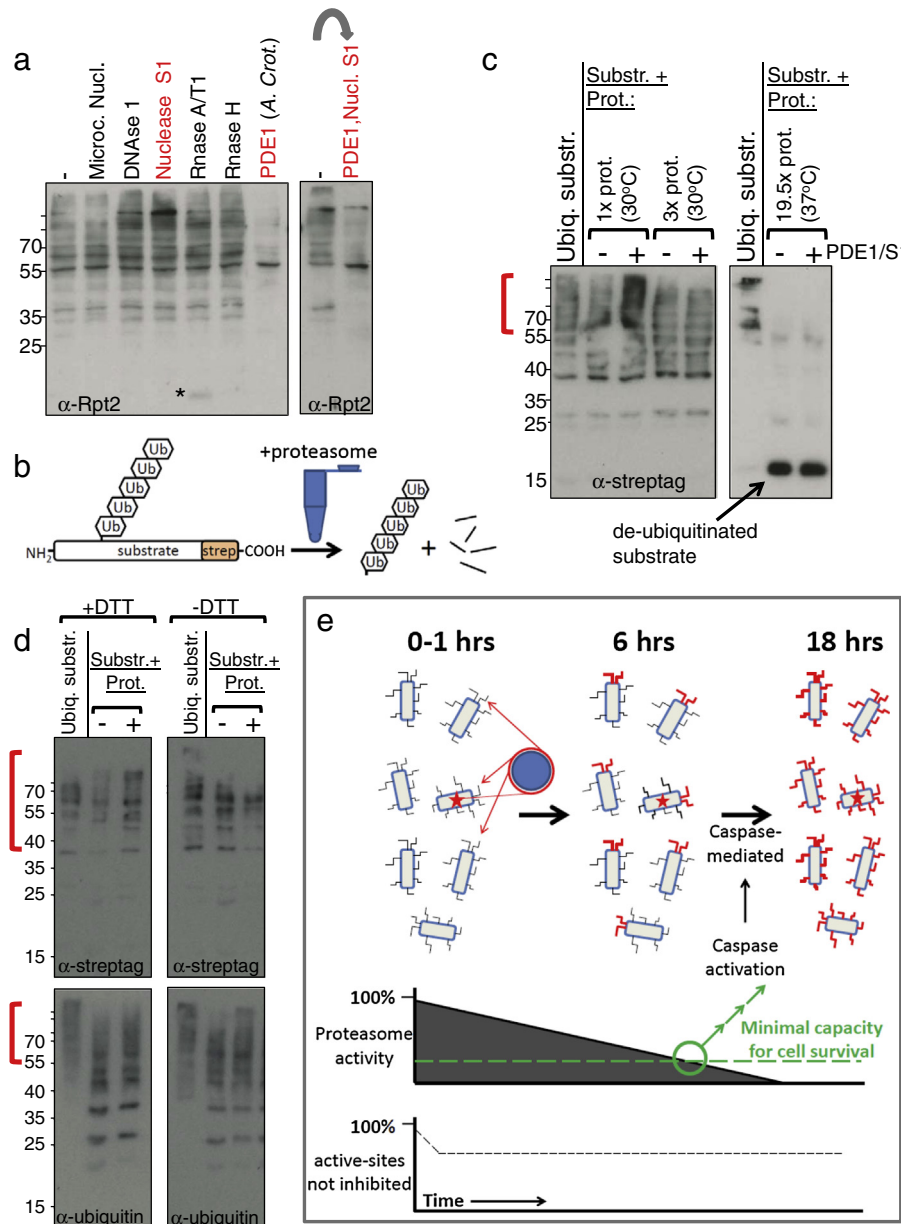 a
-
Microc. Nucl.
DNAse 1
Nuclease S1
Rnase A/T1
Rnase H
PDE1 (A. Crot.)
-
PDE1,Nucl. S1
70
55
35
25
*
α-Rpt2
α-Rpt2
b
Ub
Ub
Ub
Ub
Ub
NH2
substrate
strep
COOH
+proteasome
Ub
Ub
Ub
Ub
Ub
+
c
Ubiq. substr.
Substr. +
Prot.:
1x prot.
(30°C)
3x prot.
(30°C)
- + - +
Ubiq. substr.
Substr. +
Prot.:
19.5x prot.
(37°C)
- +
PDE1/S
70
55
40
35
25
15
α-streptag
de-ubiquitinated
substrate
d
+DTT
-DTT
Ubiq. substr.
Substr.+
Prot.
- +
Ubiq. substr.
Substr.+
Prot.
- +
70
55
40
35
25
15
α-streptag
α-streptag
70
55
40
35
25
15
α-ubiquitin
α-ubiquitin
e
0-1 hrs
6 hrs
18 hrs
Caspase-
mediated
Caspase
activation
100%
Proteasome
activity
Minimal capacity
for cell survival
100%
active-sites
not inhibited
Time